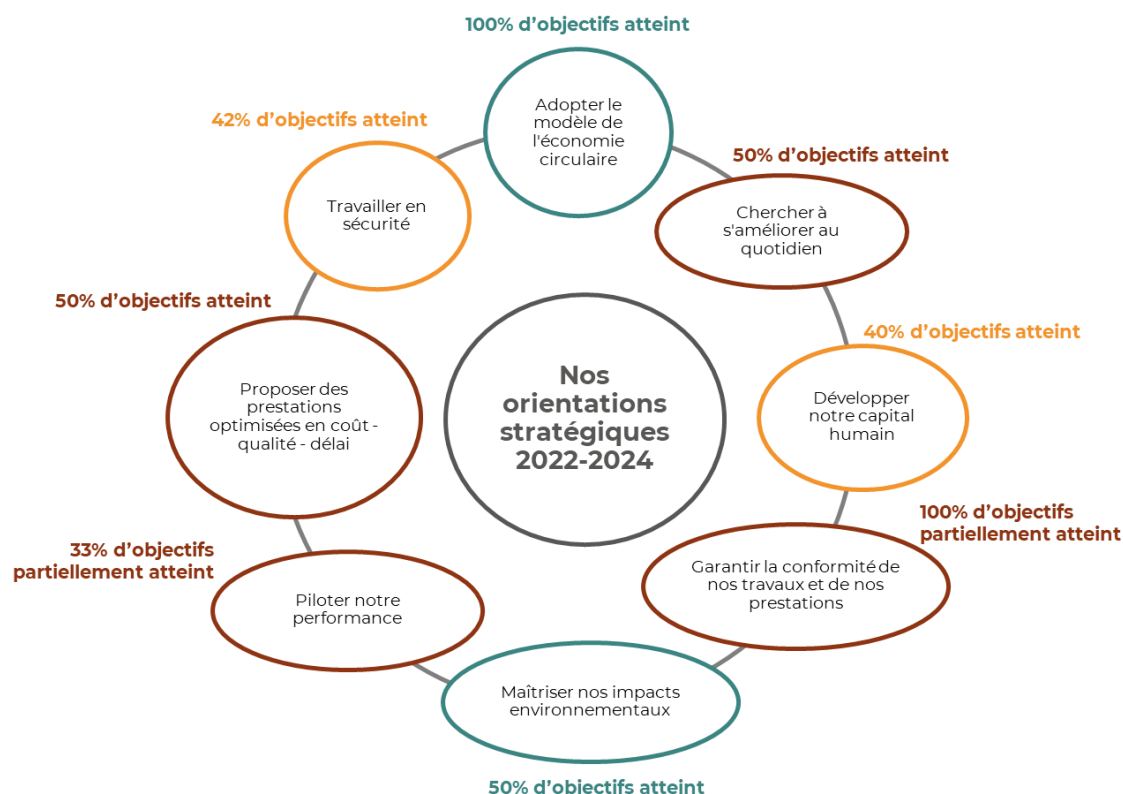 100% d'objectifs atteint
Adopter le
modèle de
l'économie
circulaire
50% d'objectifs atteint
Chercher à
s'améliorer au
quotidien
40% d'objectifs atteint
Développer
notre capital
humain
100% d'objectifs
partiellement atteint
Garantir la conformité de
nos travaux et de nos
prestations
Maîtriser nos impacts
environnementaux
50% d'objectifs atteint
33% d'objectifs
partiellement atteint
Piloter notre
performance
50% d'objectifs atteint
Proposer des
prestations
optimisées en coût -
qualité - délai
42% d'objectifs atteint
Travailler en
sécurité
Nos
orientations
stratégiques
2022-2024